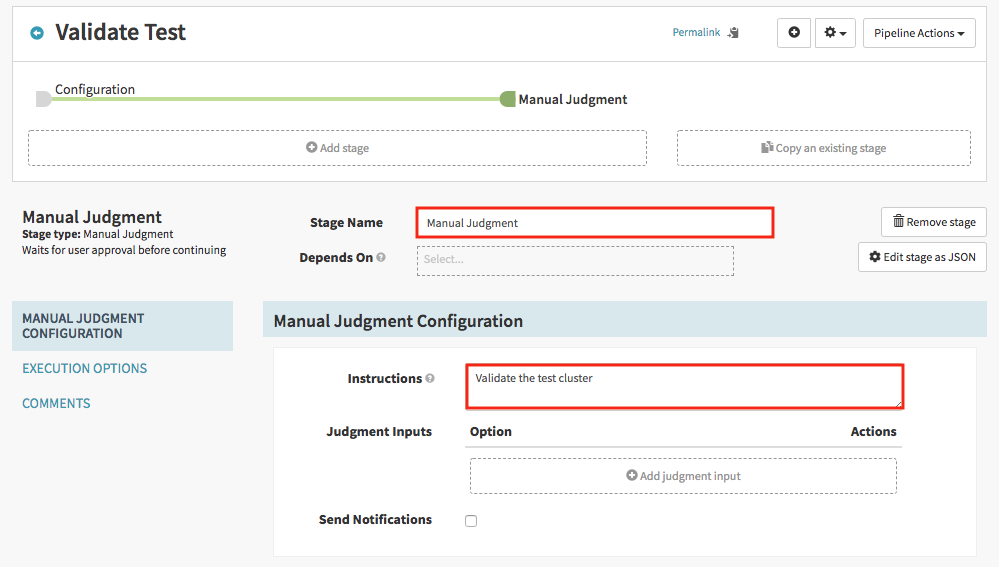 Validate Test
Permalink
Pipeline Actions
Configuration
Manual Judgment
Add stage
Copy an existing stage
Manual Judgment
Stage type: Manual Judgment
Waits for user approval before continuing
Stage Name
Manual Judgment
Remove stage
Depends On
Select...
Edit stage as JSON
MANUAL JUDGMENT
CONFIGURATION
EXECUTION OPTIONS
COMMENTS
Manual Judgment Configuration
Instructions
Validate the test cluster
Judgment Inputs
Option
Actions
Add judgment input
Send Notifications